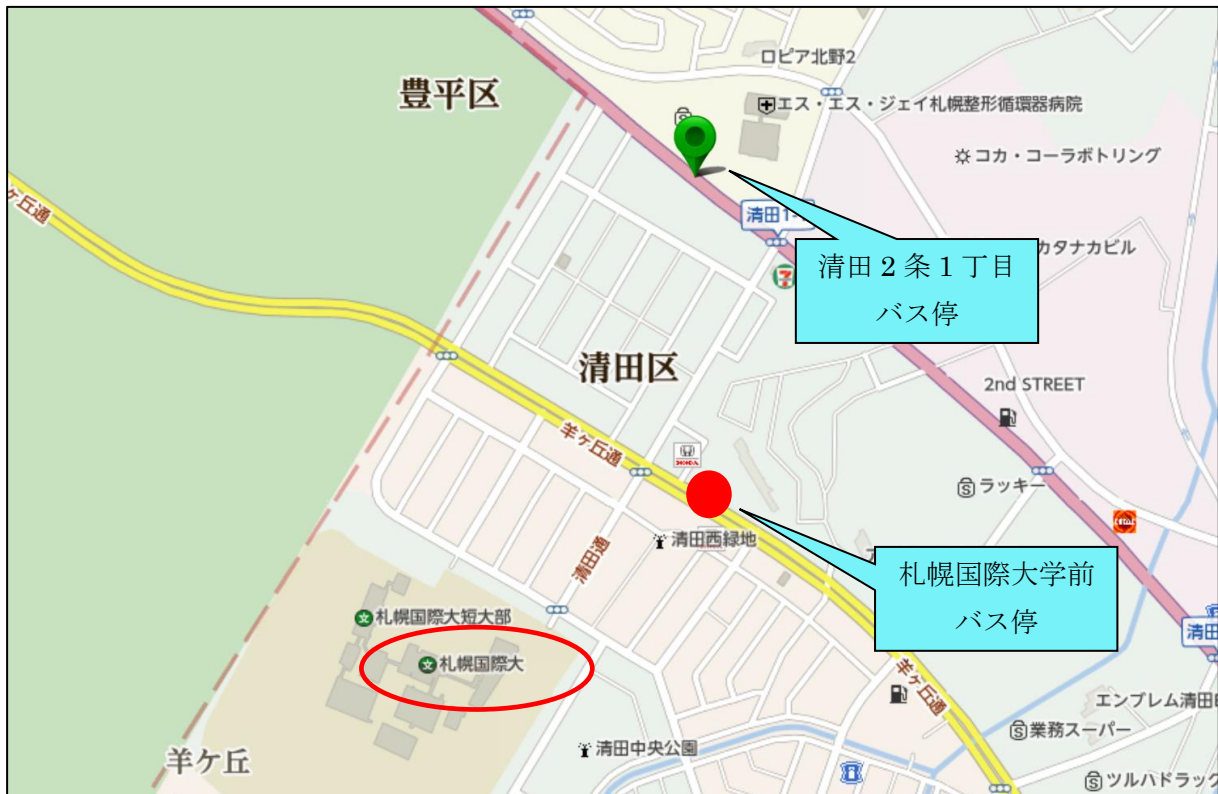 ロピア北野2
豊平区
エス・エス・ジェイ札幌整形循環器病院
コカ・コーラボトリング
ケ丘通
清田1-
カタナカビル
清田2条1丁目
バス停
清田区
2nd STREET
羊ヶ丘通
HONDA
ラッキー
清田西緑地
清田通
札幌国際大学前
バス停
札幌国際大短大部
清田
札幌国際大
羊ヶ丘通
エンブレム清田
業務スーパー
清田中央公園
羊ケ丘
ツルハドラッグ